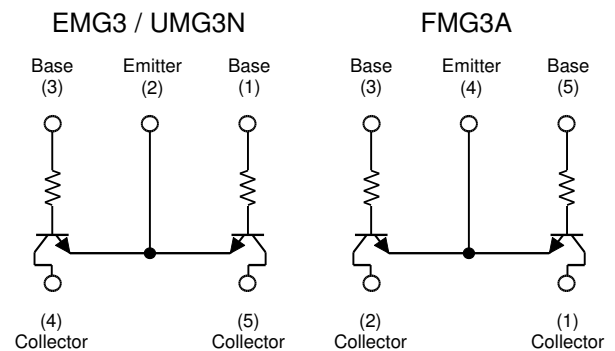 EMG3 / UMG3N
Base
(3)
Emitter
(2)
Base
(1)
(4)
Collector
(5)
Collector
FMG3A
Base
(3)
Emitter
(4)
Base
(5)
(2)
Collector
(1)
Collector